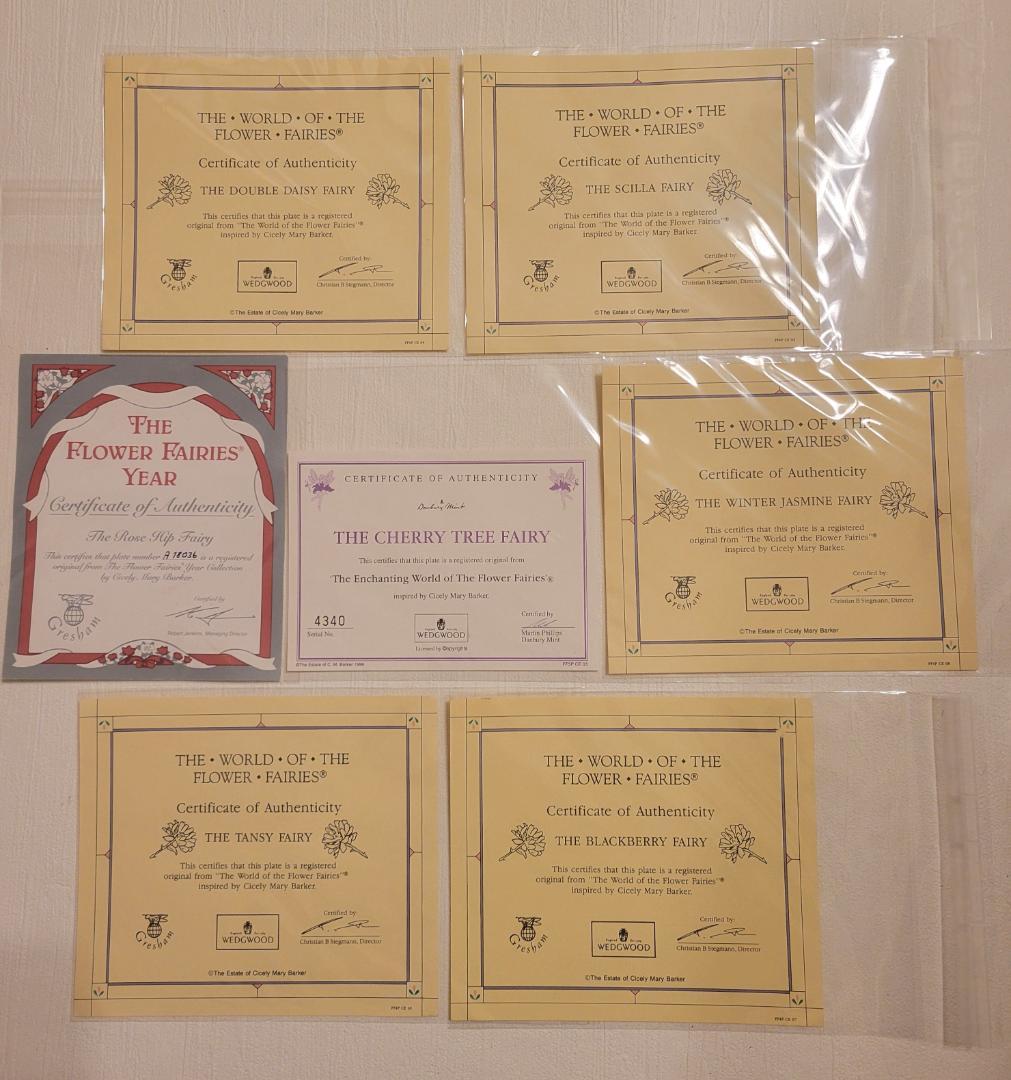 THE • WORLD • OF • THE
FLOWER • FAIRIES®
Certificate of Authenticity
THE DOUBLE DAISY FAIRY
This certifies that this plate is a registered
original from "The World of the Flower Fairies"®
inspired by Cicely Mary Barker.
Gresham
WEDGWOOD
Certified by:
Christian B Stegmann, Director
©The Estate of Cicely Mary Barker
THE • WORLD • OF • THE
FLOWER • FAIRIES®
Certificate of Authenticity
THE SCILLA FAIRY
This certifies that this plate is a registered
original from "The World of the Flower Fairies"®
inspired by Cicely Mary Barker.
Gresham
WEDGWOOD
Certified by:
Christian B Stegmann, Director
©The Estate of Cicely Mary Barker
THE
FLOWER FAIRIES®
YEAR
Certificate of Authenticity
The Rose Hip Fairy
This certifies that plate number A 78036 is a registered
original from The Flower Fairies' Year Collection
by Cicely Mary Barker.
Gresham
Certified by
Robert Jenkins, Managing Director
CERTIFICATE OF AUTHENTICITY
Danbury Mint
THE CHERRY TREE FAIRY
This certifies that this plate is a registered original from
'The Enchanting World of The Flower Fairies'®
inspired by Cicely Mary Barker.
4340
Serial No.
WEDGWOOD
Licensed by Copyrights
Certified by
Martin Phillips
Danbury Mint
©The Estate of C. M. Barker
THE • WORLD • OF • THE
FLOWER • FAIRIES®
Certificate of Authenticity
THE WINTER JASMINE FAIRY
This certifies that this plate is a registered
original from "The World of the Flower Fairies"®
inspired by Cicely Mary Barker.
Gresham
WEDGWOOD
Certified by:
Christian B Stegmann, Director
©The Estate of Cicely Mary Barker
THE • WORLD • OF • THE
FLOWER • FAIRIES®
Certificate of Authenticity
THE TANSY FAIRY
This certifies that this plate is a registered
original from "The World of the Flower Fairies"®
inspired by Cicely Mary Barker.
Gresham
WEDGWOOD
Certified by:
Christian B Stegmann, Director
©The Estate of Cicely Mary Barker
THE • WORLD • OF • THE
FLOWER • FAIRIES®
Certificate of Authenticity
THE BLACKBERRY FAIRY
This certifies that this plate is a registered
original from "The World of the Flower Fairies"®
inspired by Cicely Mary Barker.
Gresham
WEDGWOOD
Certified by:
Christian B Stegmann, Director
©The Estate of Cicely Mary Barker